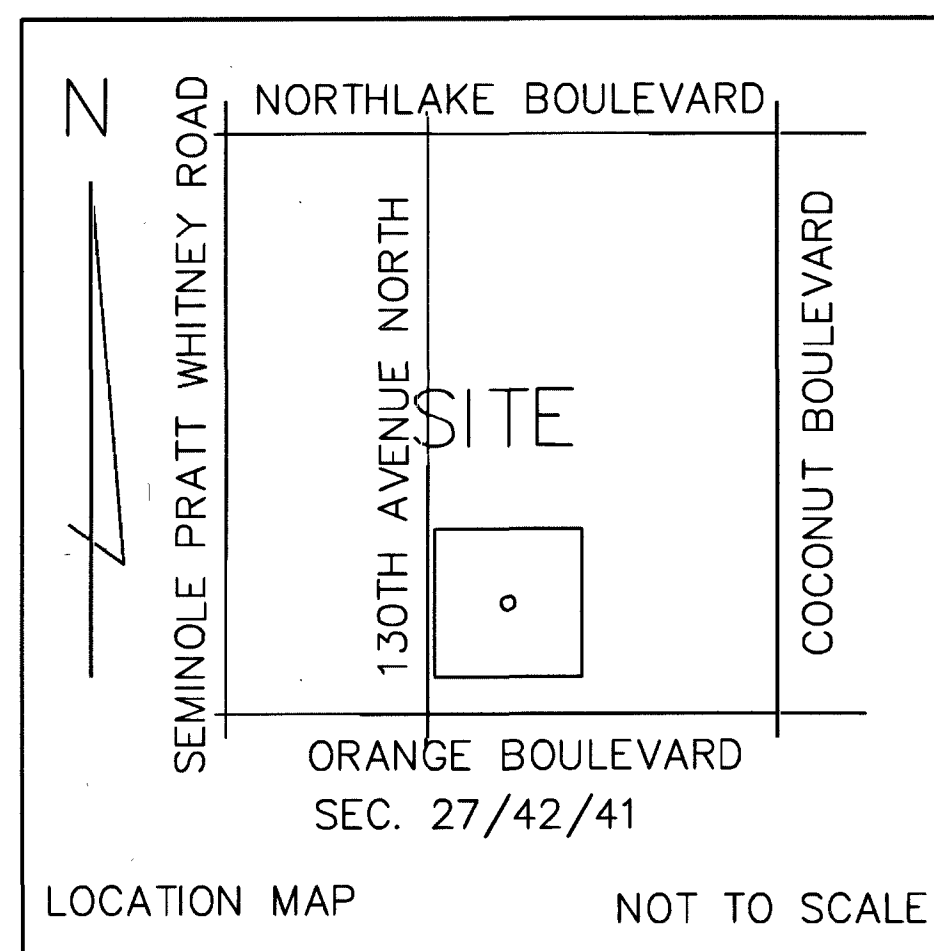 N
NORTHLAKE BOULEVARD
SEMINOLE PRATT WHITNEY ROAD
130TH AVENUE NORTH
SITE
COCONUT BOULEVARD
ORANGE BOULEVARD
SEC. 27/42/41
LOCATION MAP
NOT TO SCALE